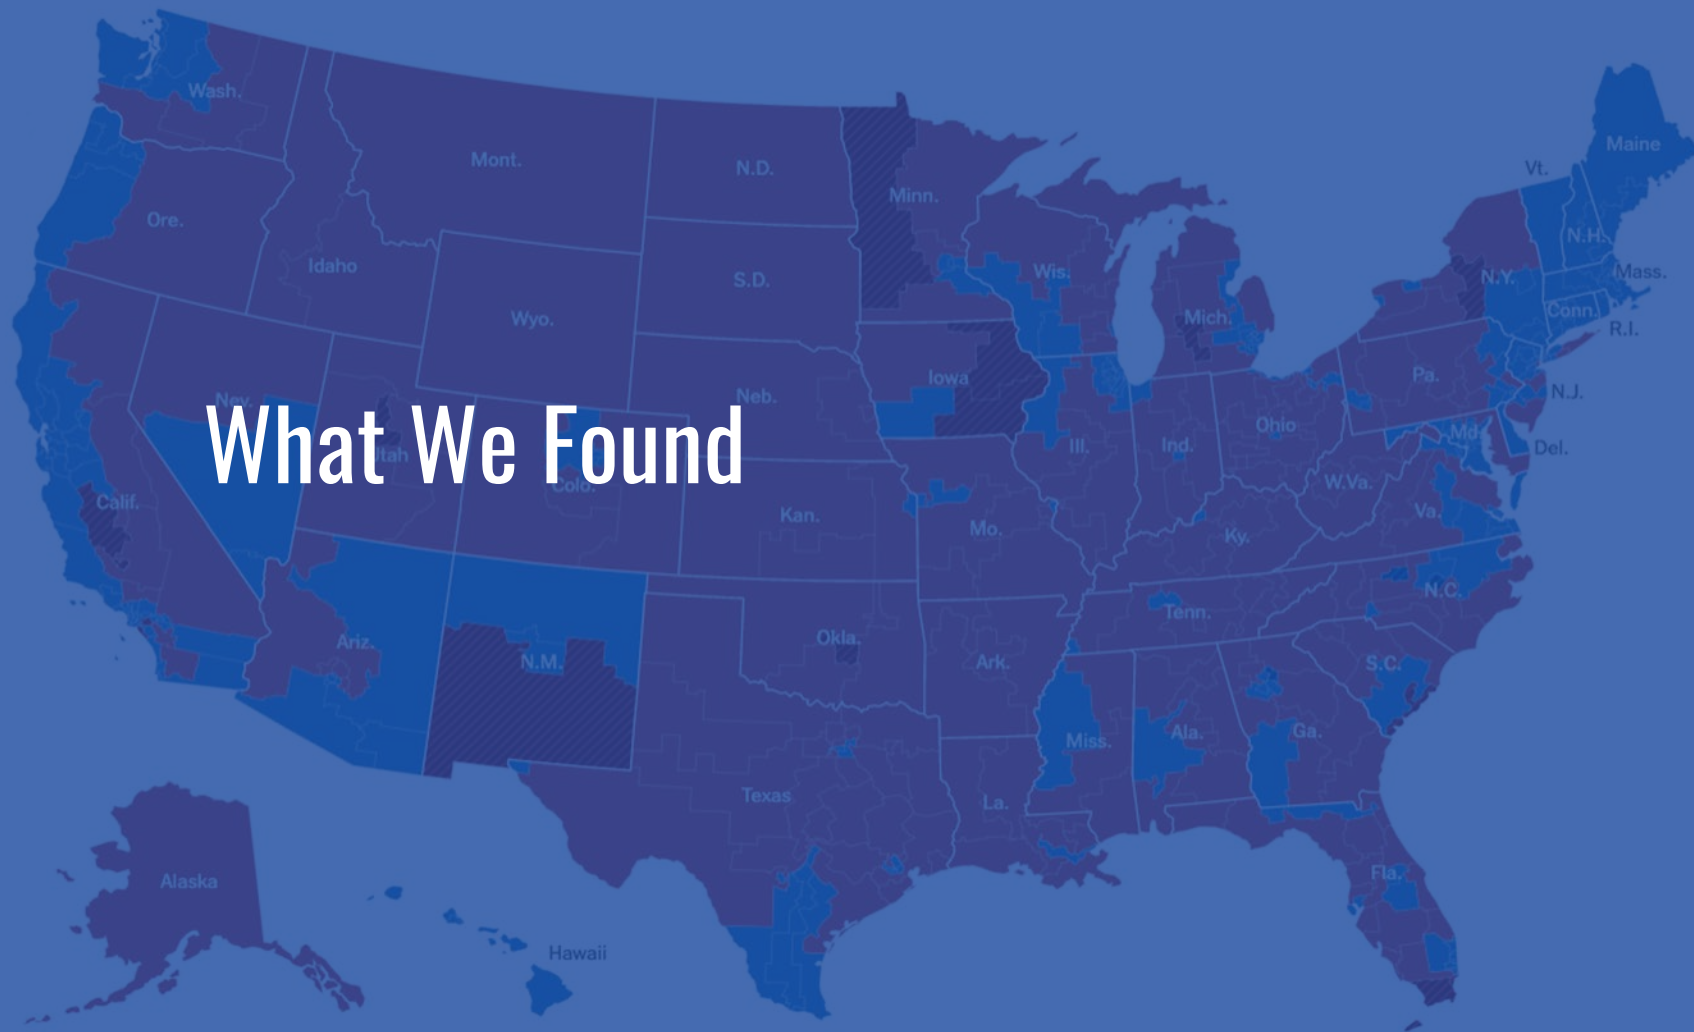 Wash.
Maine
Mont.
N.D.
Vt.
Minn.
Ore.
N.H.
Idaho
Wis.
Mass.
S.D.
N.Y.
Wyo.
Mich.
Conn.
R.I.
Iowa
Pa.
Nev.
Neb.
N.J.
What We Found
Ohio
Md.
Utah
Ill.
Ind.
Del.
Colo.
W.Va.
Calif.
Kan.
Va.
Mo.
Ky.
N.C.
Tenn.
Ariz.
Okla.
N.M.
Ark.
S.C.
Miss.
Ala.
Ga.
Texas
La.
Alaska
Fla.
Hawaii